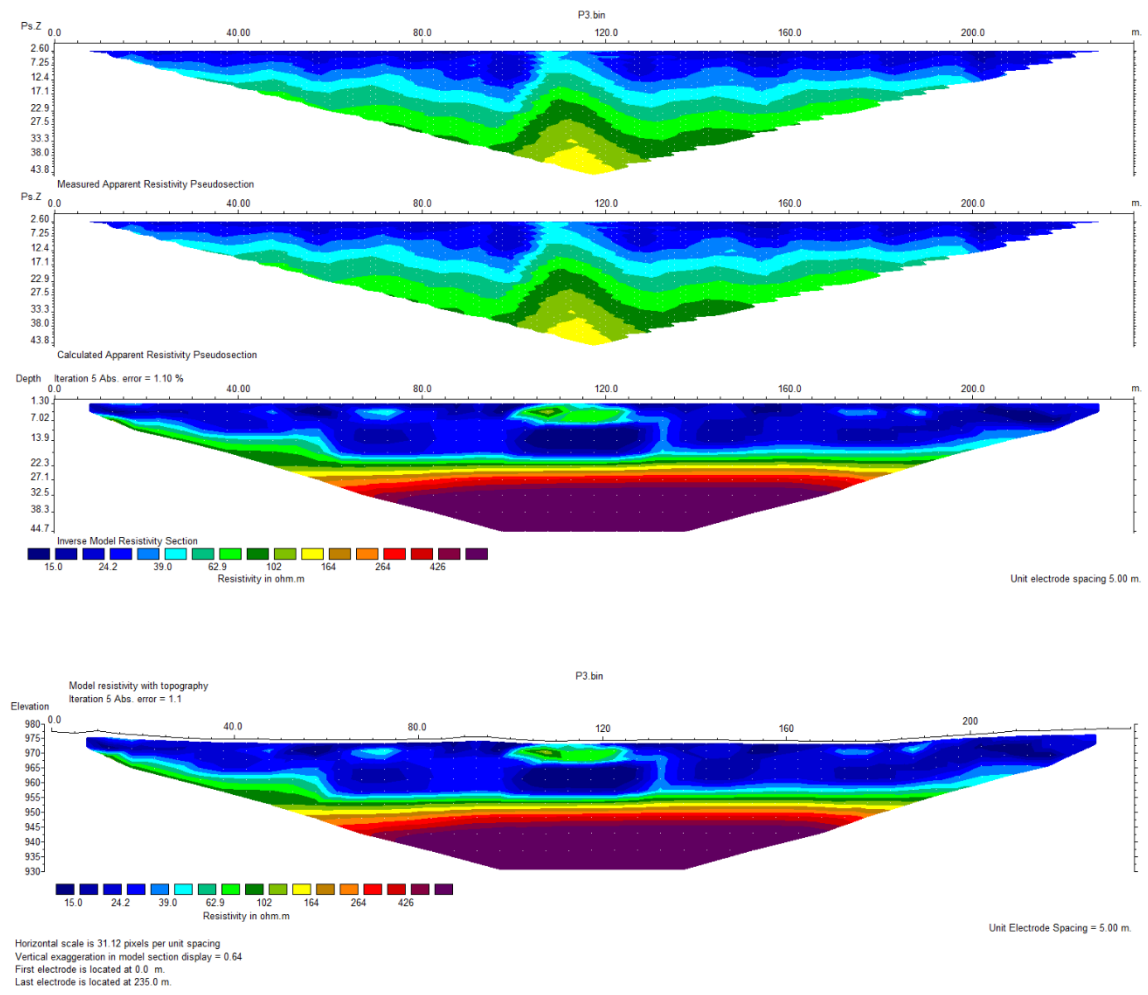 P3.bin
Ps.Z 0.0 40.00 80.0 120.00 160.00 200.0 m.
2.60
7.25
12.4
17.1
22.9
27.5
33.3
38.0
43.8
Measured Apparent Resistivity Pseudosection
Ps.Z 0.0 40.00 80.0 120.00 160.00 200.0 m.
2.60
7.25
12.4
17.1
22.9
27.5
33.3
38.0
43.8
Calculated Apparent Resistivity Pseudosection
Depth Iteration 5 Abs. error = 1.10 %
0.0 40.00 80.0 120.00 160.00 200.0 m.
1.30
7.02
13.9
22.3
27.1
32.5
38.3
44.7
Inverse Model Resistivity Section
15.0 24.2 39.0 62.9 102 164 264 426
Resistivity in ohm.m
Unit electrode spacing 5.00 m.
P3.bin
Model resistivity with topography
Iteration 5 Abs. error = 1.1
Elevation
0.0 40.0 80.0 120 160 200
980
975
970
965
960
955
950
945
940
935
930
15.0 24.2 39.0 62.9 102 164 264 426
Resistivity in ohm.m
Unit Electrode Spacing = 5.00 m.
Horizontal scale is 31.12 pixels per unit spacing
Vertical exaggeration in model section display = 0.64
First electrode is located at 0.0 m.
Last electrode is located at 235.0 m.